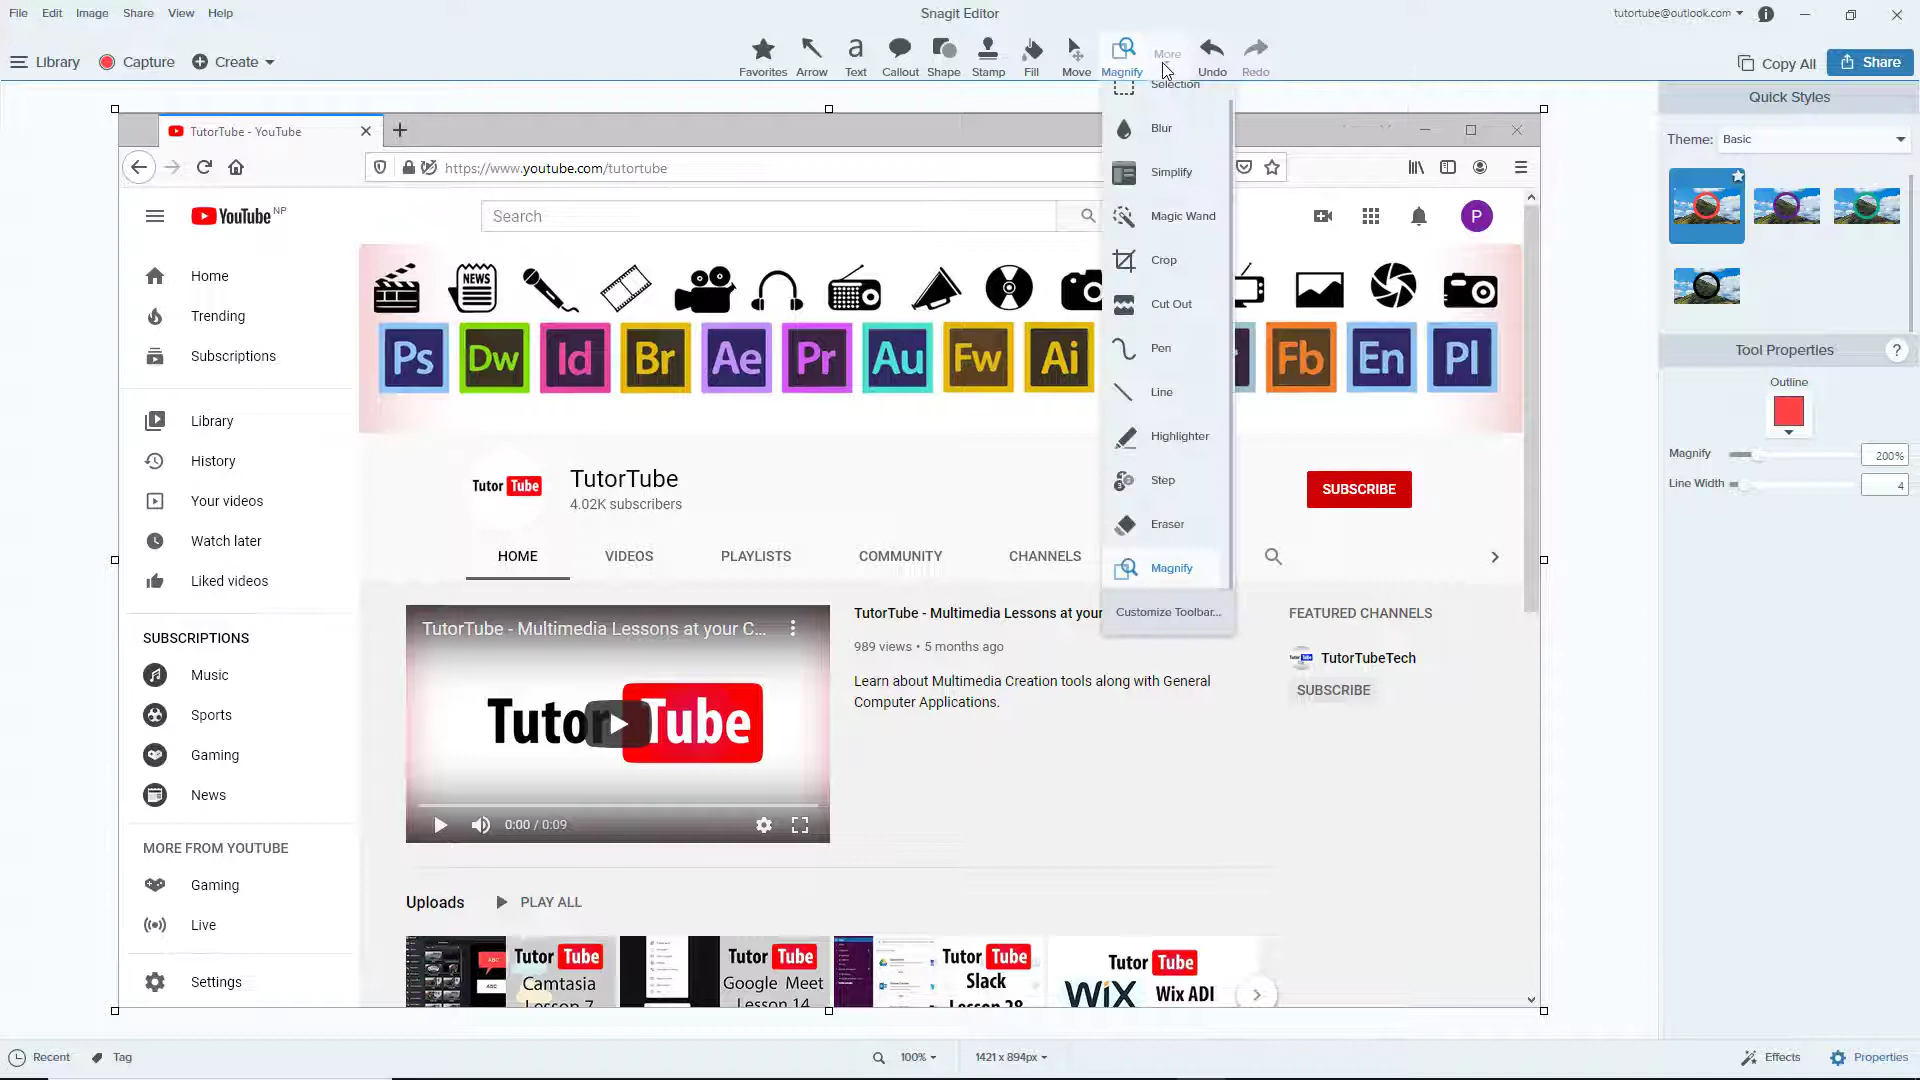 File Edit Image Share View Help
Snagit Editor
tutortube@outlook.com
Library Capture Create
Favorites Arrow Text Callout Shape Stamp Fill Move Magnify More Undo Redo
Copy All Share
Selection
Blur
Simplify
Magic Wand
Crop
Cut Out
Pen
Line
Highlighter
Step
Eraser
Magnify
Customize Toolbar...
Quick Styles
Theme: Basic
Tool Properties ?
Outline
Magnify 200%
Line Width 4
TutorTube - YouTube
https://www.youtube.com/tutortube
YouTube NP
Search
P
Home
Trending
Subscriptions
Library
History
Your videos
Watch later
Liked videos
SUBSCRIPTIONS
Music
Sports
Gaming
News
MORE FROM YOUTUBE
Gaming
Live
Settings
NEWS
Ps Dw Id Br Ae Pr Au Fw Ai Fb En Pl
Tutor Tube
TutorTube
4.02K subscribers
SUBSCRIBE
HOME VIDEOS PLAYLISTS COMMUNITY CHANNELS
TutorTube - Multimedia Lessons at your C...
Tutor Tube
0:00 / 0:09
TutorTube - Multimedia Lessons at your
989 views • 5 months ago
Learn about Multimedia Creation tools along with General
Computer Applications.
FEATURED CHANNELS
TutorTubeTech
SUBSCRIBE
Uploads PLAY ALL
ABC
ABC
Tutor Tube
Camtasia
Lesson 7
Tutor Tube
Google Meet
Lesson 14
Tutor Tube
Slack
Lesson 28
Tutor Tube
WiX Wix ADI
Recent Tag
100%
1421 x 894px
Effects Properties